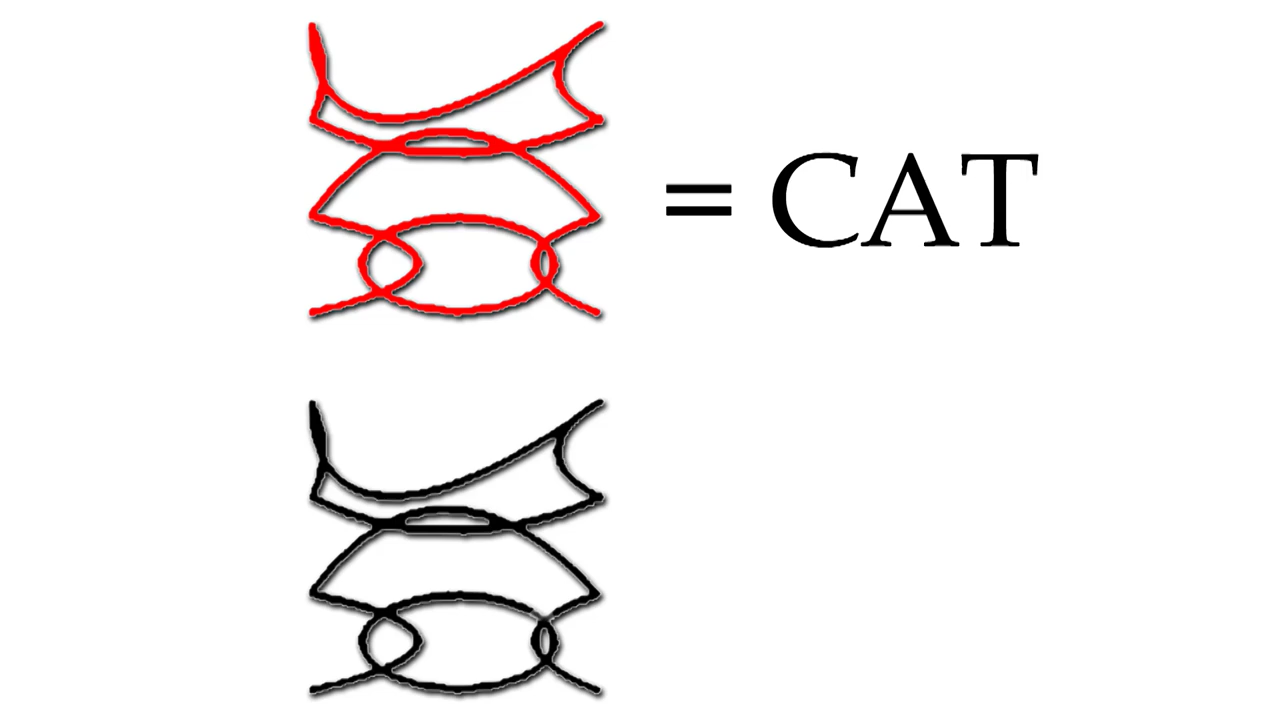 = CAT